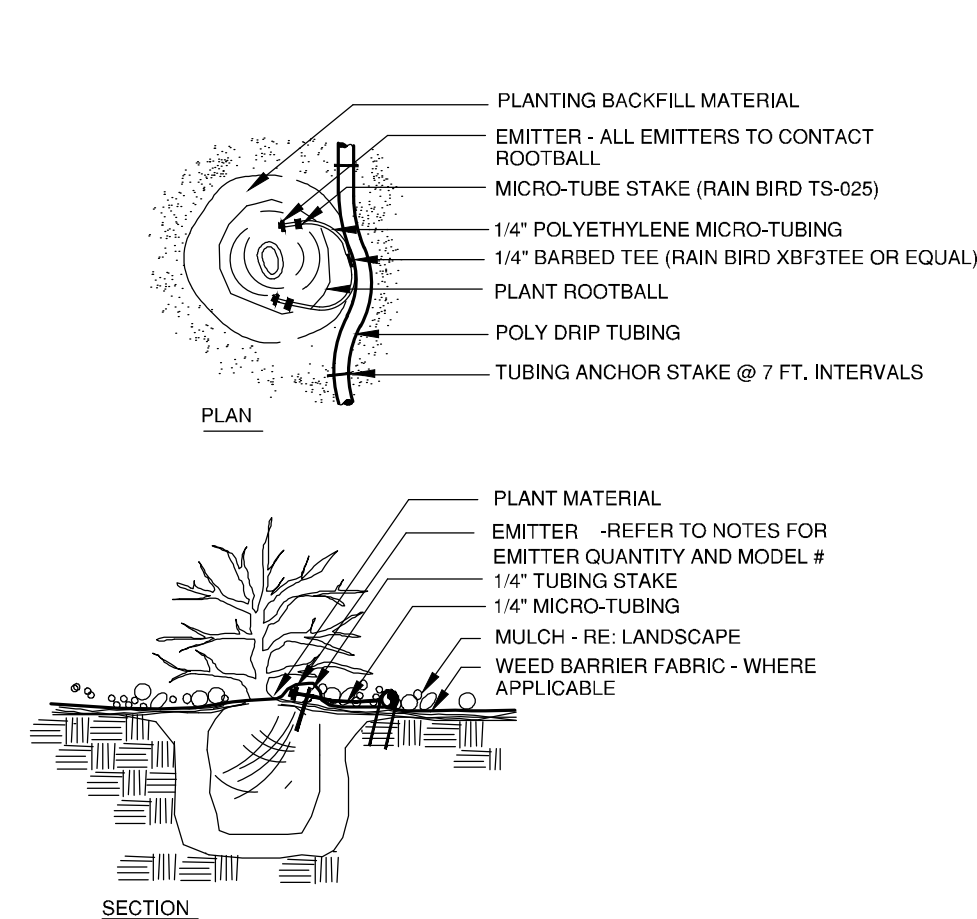 PLANTING BACKFILL MATERIAL
EMITTER - ALL EMITTERS TO CONTACT
ROOTBALL
MICRO-TUBE STAKE (RAIN BIRD TS-025)
1/4" POLYETHYLENE MICRO-TUBING
1/4" BARBED TEE (RAIN BIRD XBF3TEE OR EQUAL)
PLANT ROOTBALL
POLY DRIP TUBING
TUBING ANCHOR STAKE @ 7 FT. INTERVALS
PLAN
PLANT MATERIAL
EMITTER -REFER TO NOTES FOR
EMITTER QUANTITY AND MODEL #
1/4" TUBING STAKE
1/4" MICRO-TUBING
MULCH - RE: LANDSCAPE
WEED BARRIER FABRIC - WHERE
APPLICABLE
SECTION